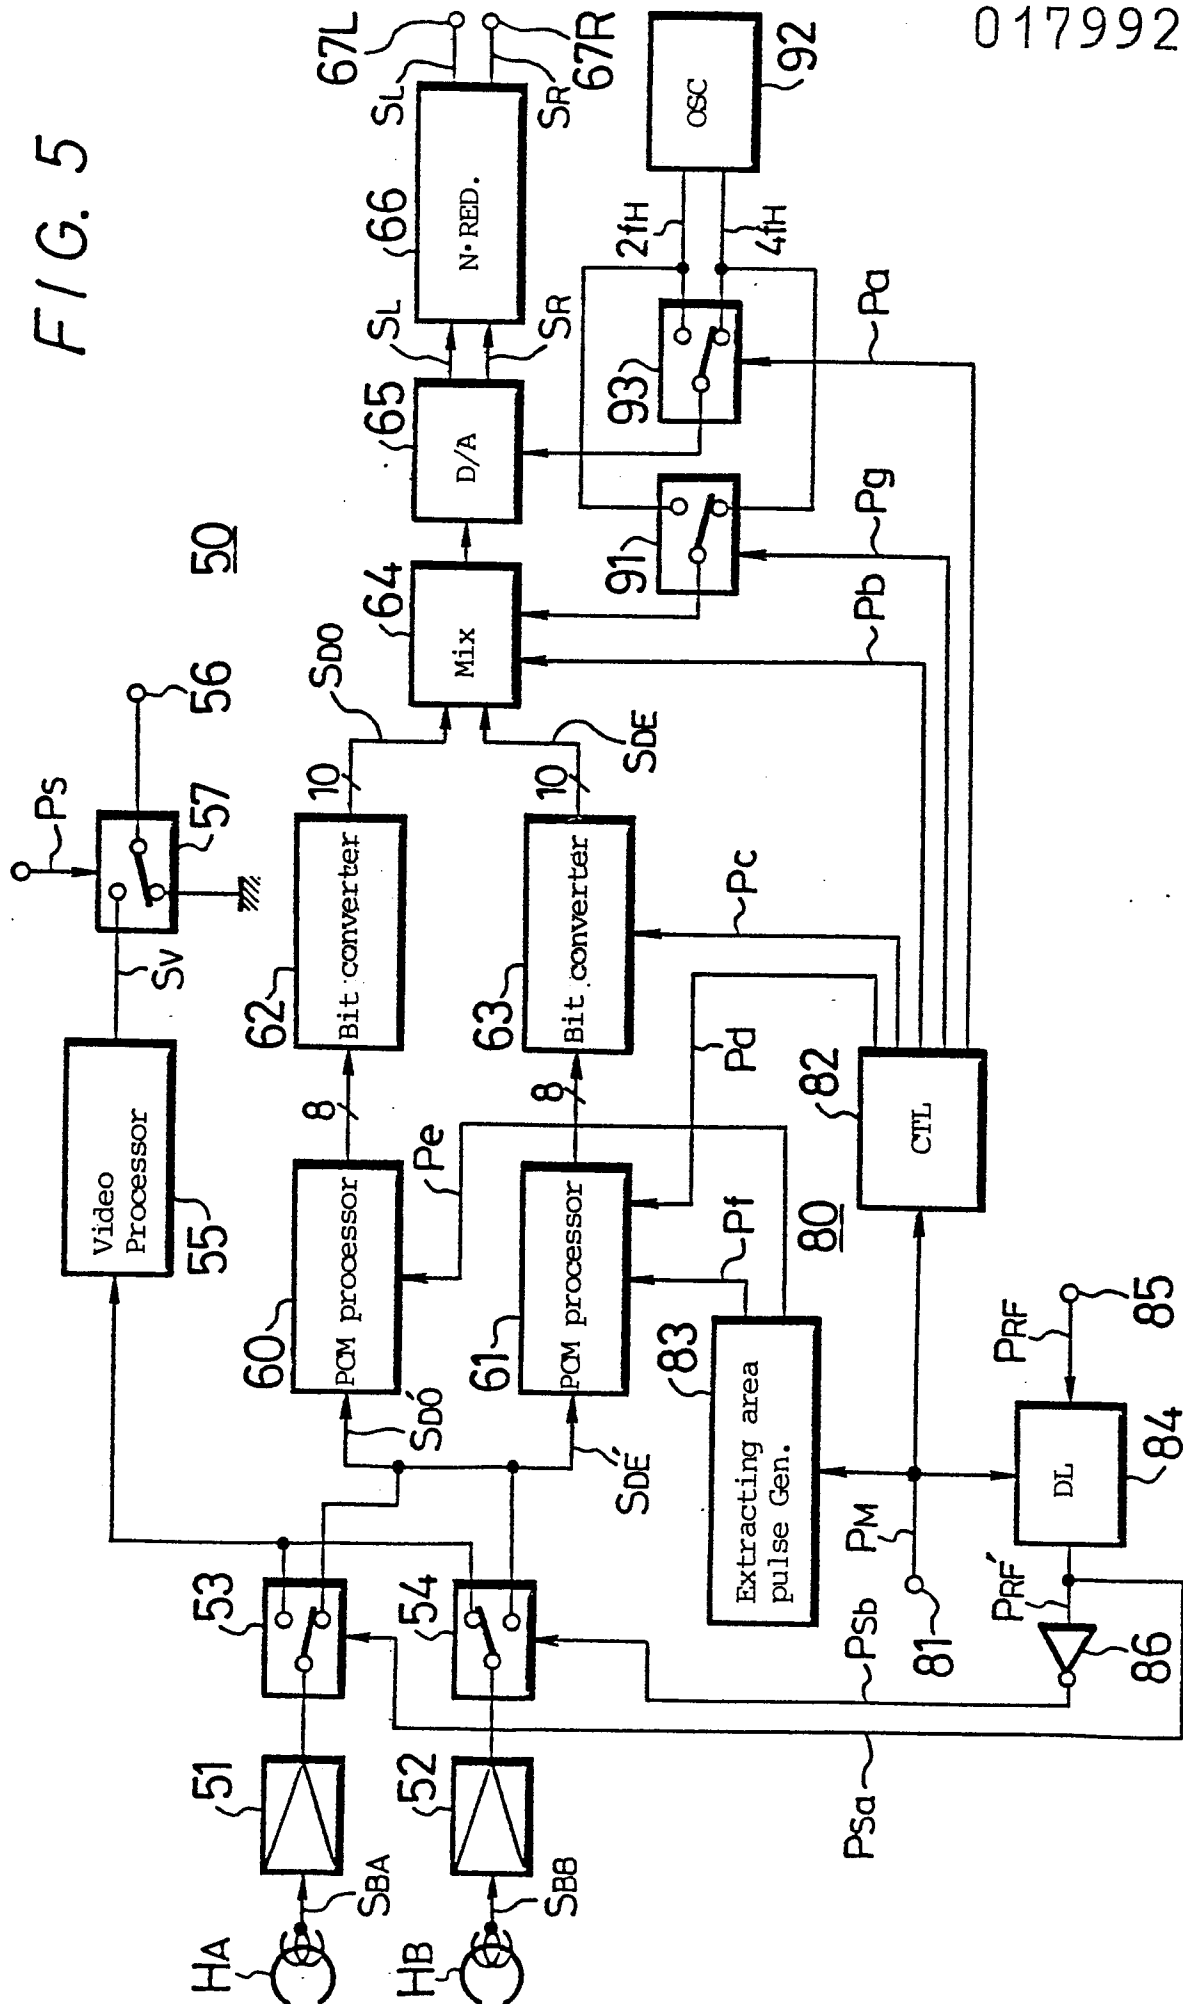 017992
FIG. 5
50
HA
SBA
51
53
HB
SBB
52
54
Video
Processor
55
SV
Ps
57
56
60
PCM processor
SDO'
8
62
Bit converter
10
SDO
61
PCM processor
SDE'
8
63
Bit converter
10
SDE
64
Mix
65
D/A
SL
SR
66
N·RED.
SL
SR
67L
67R
OSC
92
2fH
4fH
93
91
Pa
Pg
Pb
Pc
Pd
Pe
Pf
80
82
CTL
83
Extracting area
pulse Gen.
PM
81
PRF
85
DL
84
PRF'
86
PSb
PSa